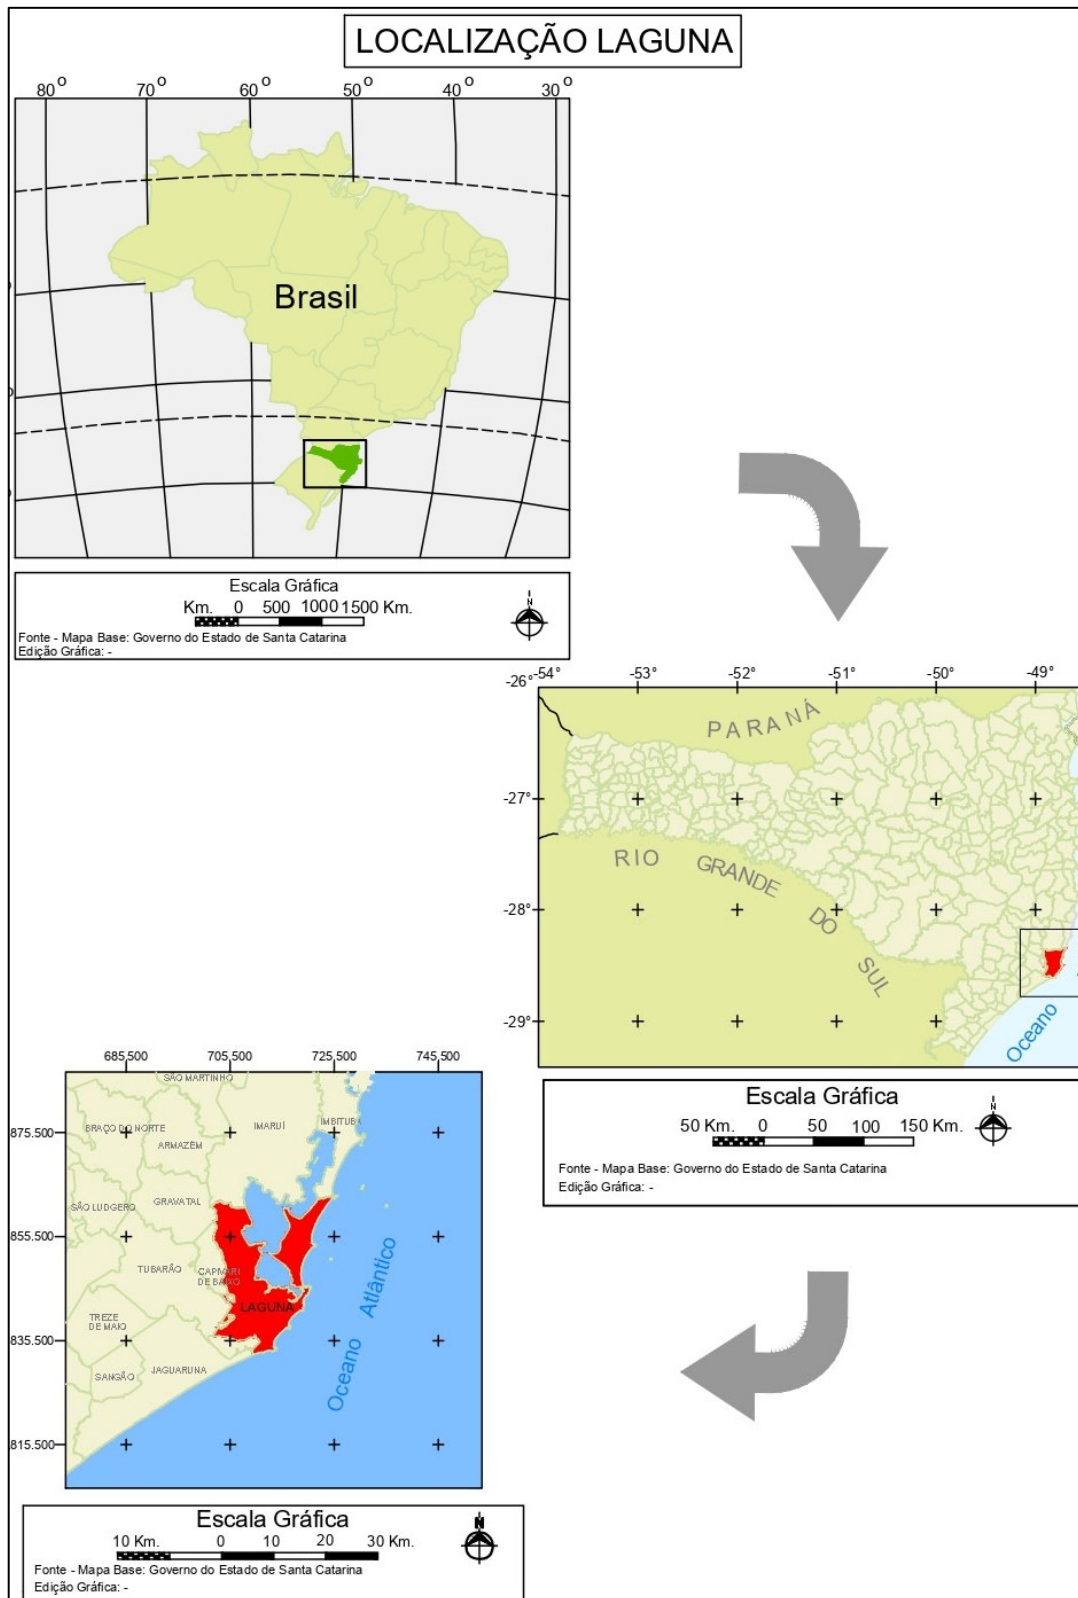 LOCALIZAÇÃO LAGUNA
80 o 70 o 60 o 50 o 40 o 30 o
Brasil
Escala Gráfica
Km. 0 500 1000 1500 Km.
N
Fonte - Mapa Base: Governo do Estado de Santa Catarina
Edição Gráfica: -
-26° -54° -53° -52° -51° -50° -49°
PARANÁ
-27°
RIO GRANDE DO SUL
-28°
-29°
Oceano
Escala Gráfica
N
50 Km. 0 50 100 150 Km.
Fonte - Mapa Base: Governo do Estado de Santa Catarina
Edição Gráfica: -
685,500 705,500 725,500 745,500
SÃO MARTINHO
BRAÇO DO NORTE
IMARUÍ
IMBITUBA
875.500
ARMAZÉM
SÃO LUDGERO
GRAVATAL
855.500
TUBARÃO
CAPIVARI
DE BAIXO
LAGUNA
TREZE
DE MAIO
835.500
SANGÃO
JAGUARUNA
Oceano Atlântico
815.500
Escala Gráfica
N
10 Km. 0 10 20 30 Km.
Fonte - Mapa Base: Governo do Estado de Santa Catarina
Edição Gráfica: -